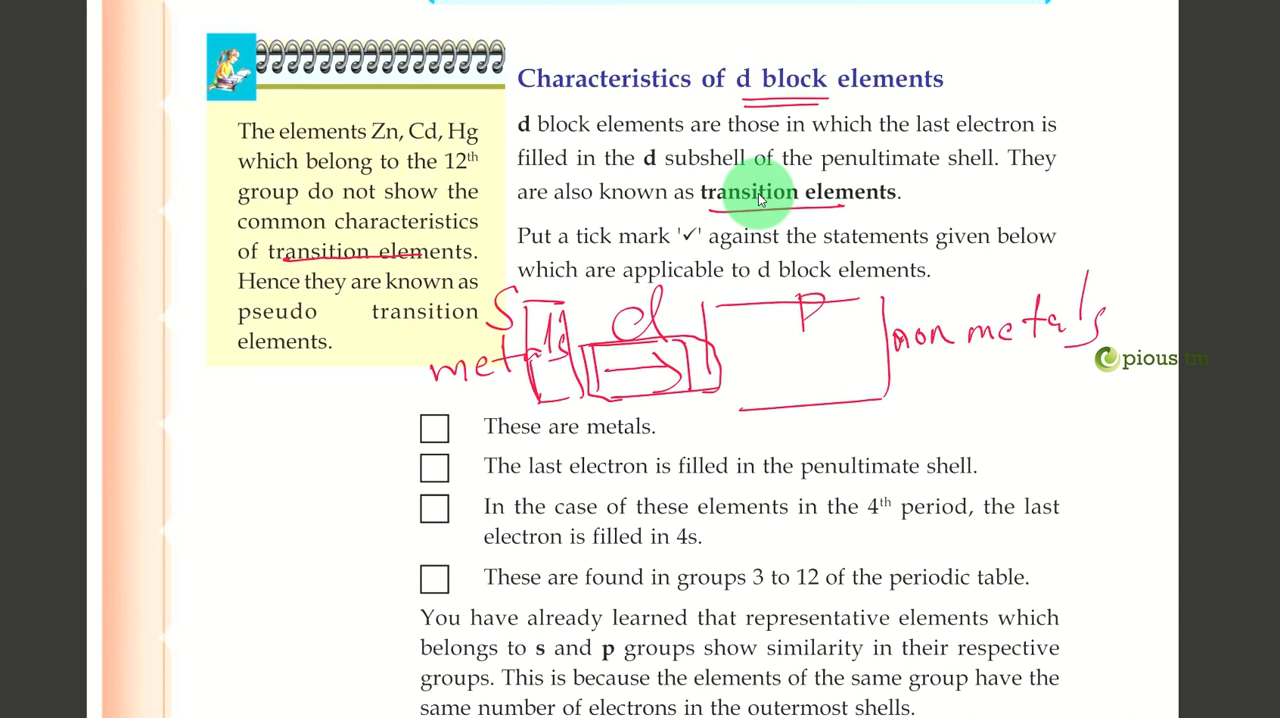 The elements Zn, Cd, Hg
which belong to the 12th
group do not show the
common characteristics
of transition elements.
Hence they are known as
pseudo transition
elements.
Characteristics of d block elements
d block elements are those in which the last electron is
filled in the d subshell of the penultimate shell. They
are also known as transition elements.
Put a tick mark '✓' against the statements given below
which are applicable to d block elements.
S d P
metals non metals
pious tm
These are metals.
The last electron is filled in the penultimate shell.
In the case of these elements in the 4th period, the last
electron is filled in 4s.
These are found in groups 3 to 12 of the periodic table.
You have already learned that representative elements which
belongs to s and p groups show similarity in their respective
groups. This is because the elements of the same group have the
same number of electrons in the outermost shells.